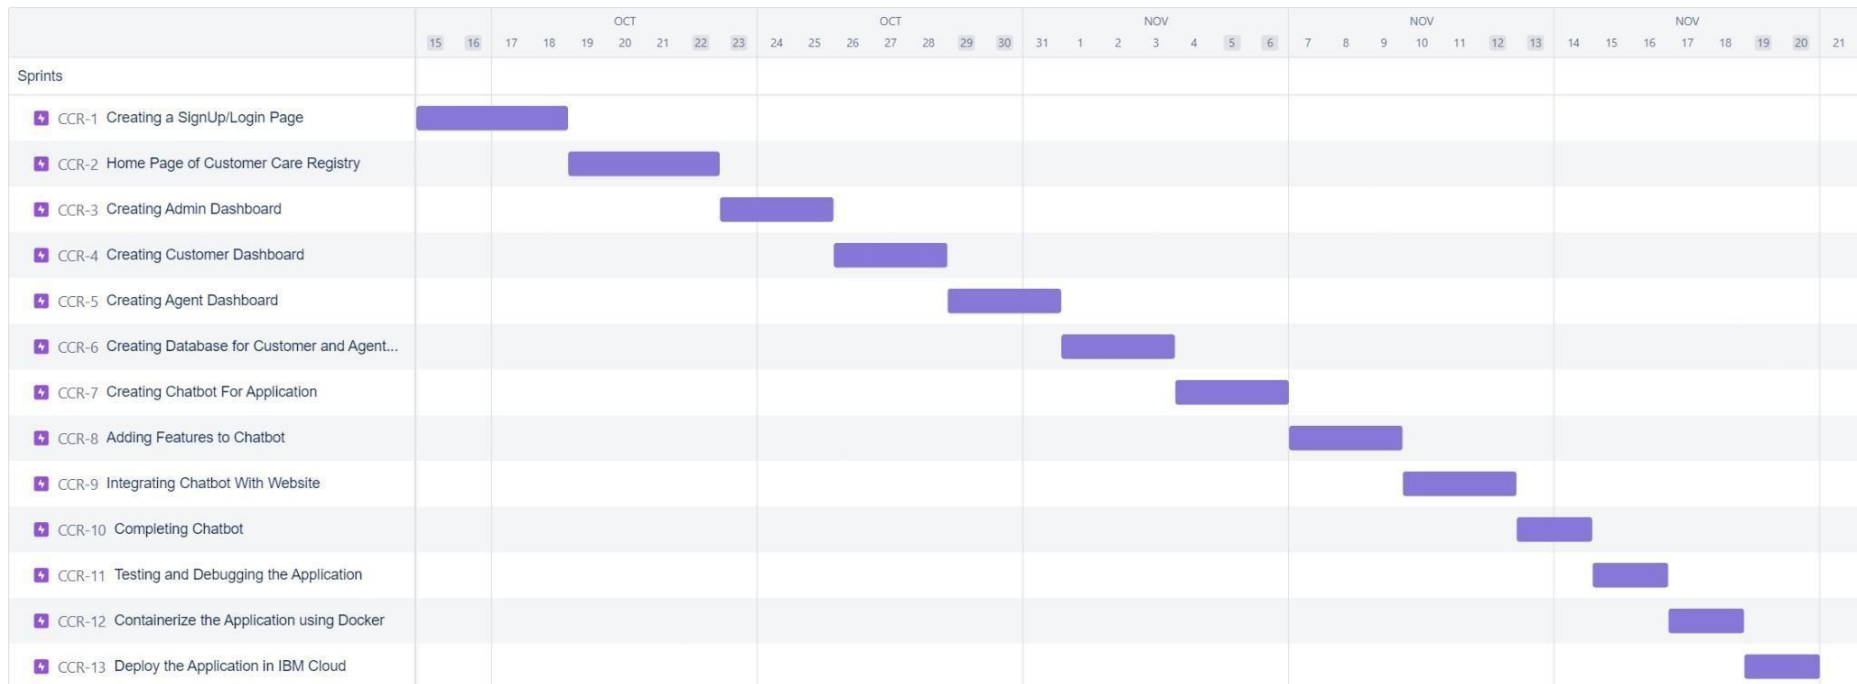 OCT OCT NOV NOV NOV
15 16 17 18 19 20 21 22 23 24 25 26 27 28 29 30 31 1 2 3 4 5 6 7 8 9 10 11 12 13 14 15 16 17 18 19 20 21
Sprints
CCR-1 Creating a SignUp/Login Page
CCR-2 Home Page of Customer Care Registry
CCR-3 Creating Admin Dashboard
CCR-4 Creating Customer Dashboard
CCR-5 Creating Agent Dashboard
CCR-6 Creating Database for Customer and Agent...
CCR-7 Creating Chatbot For Application
CCR-8 Adding Features to Chatbot
CCR-9 Integrating Chatbot With Website
CCR-10 Completing Chatbot
CCR-11 Testing and Debugging the Application
CCR-12 Containerize the Application using Docker
CCR-13 Deploy the Application in IBM Cloud